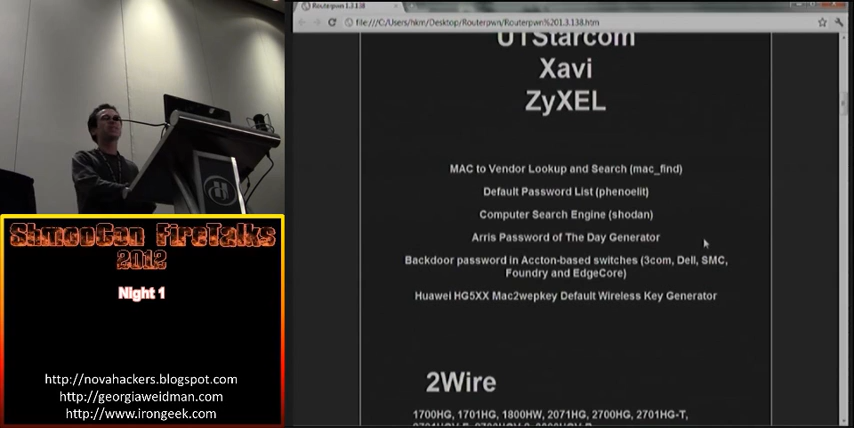 Routerpwn 1.3.138
file:///C:/Users/hkm/Desktop/Routerpwn/Routerpwn%201.3.138.htm
UTStarcom
Xavi
ZyXEL
MAC to Vendor Lookup and Search (mac_find)
Default Password List (phenoelit)
Computer Search Engine (shodan)
Arris Password of The Day Generator
Backdoor password in Accton-based switches (3com, Dell, SMC,
Foundry and EdgeCore)
Huawei HG5XX Mac2wepkey Default Wireless Key Generator
2Wire
1700HG, 1701HG, 1800HW, 2071HG, 2700HG, 2701HG-T,
ShmooCon FireTalks
2012
Night 1
http://novahackers.blogspot.com
http://georgiaweidman.com
http://www.irongeek.com